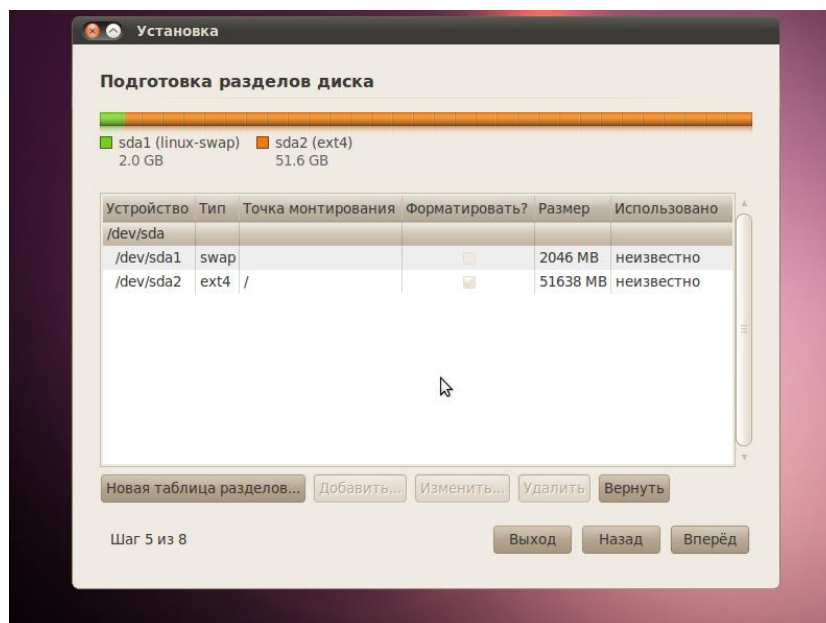 Установка
Подготовка разделов диска
sda1 (linux-swap) sda2 (ext4)
2.0 GB 51.6 GB
Устройство Тип Точка монтирования Форматировать? Размер Использовано
/dev/sda
/dev/sda1 swap 2046 MB неизвестно
/dev/sda2 ext4 / 51638 MB неизвестно
Новая таблица разделов... Добавить... Изменить... Удалить Вернуть
Шаг 5 из 8 Выход Назад Вперёд